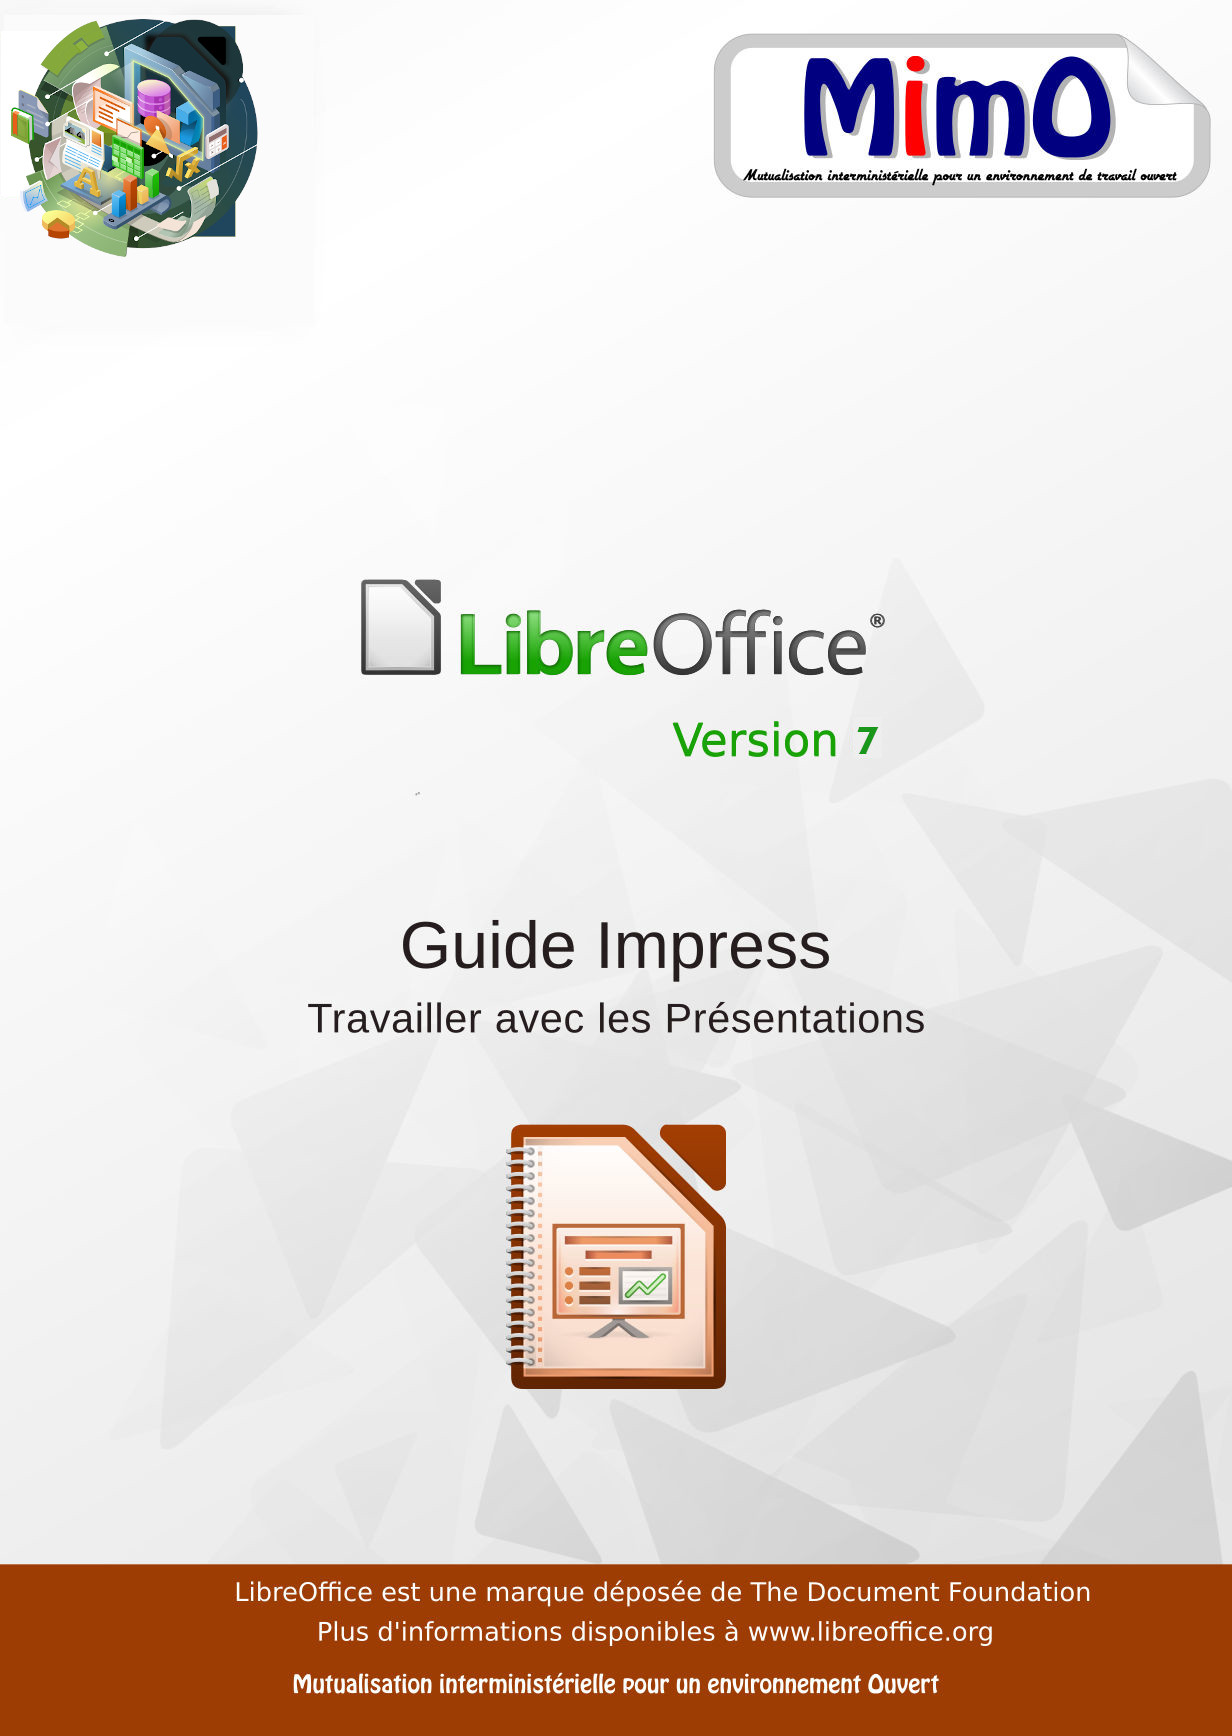 MimO
Mutualisation interministérielle pour un environnement de travail ouvert
LibreOffice®
Version 7
Guide Impress
Travailler avec les Présentations
LibreOffice est une marque déposée de The Document Foundation
Plus d'informations disponibles à www.libreoffice.org
Mutualisation interministérielle pour un environnement Ouvert